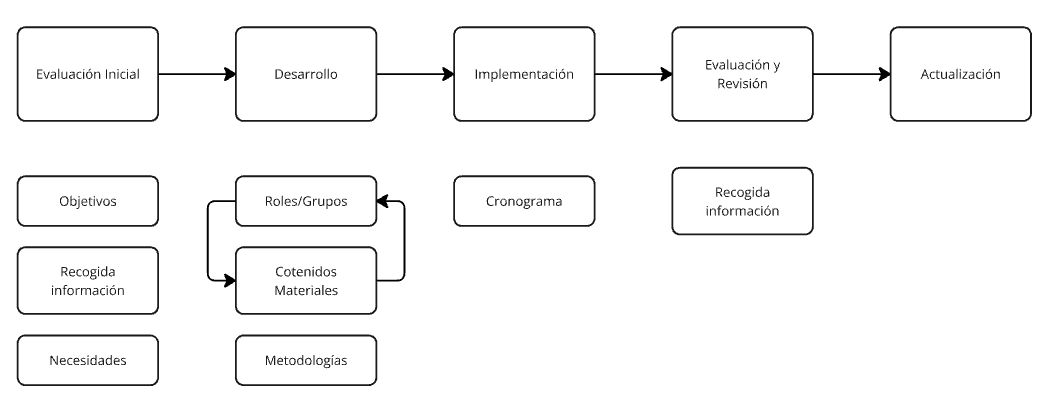 Evaluación Inicial
Desarrollo
Implementación
Evaluación y
Revisión
Actualización
Objetivos
Roles/Grupos
Cronograma
Recogida
información
Recogida
información
Cotenidos
Materiales
Necesidades
Metodologías